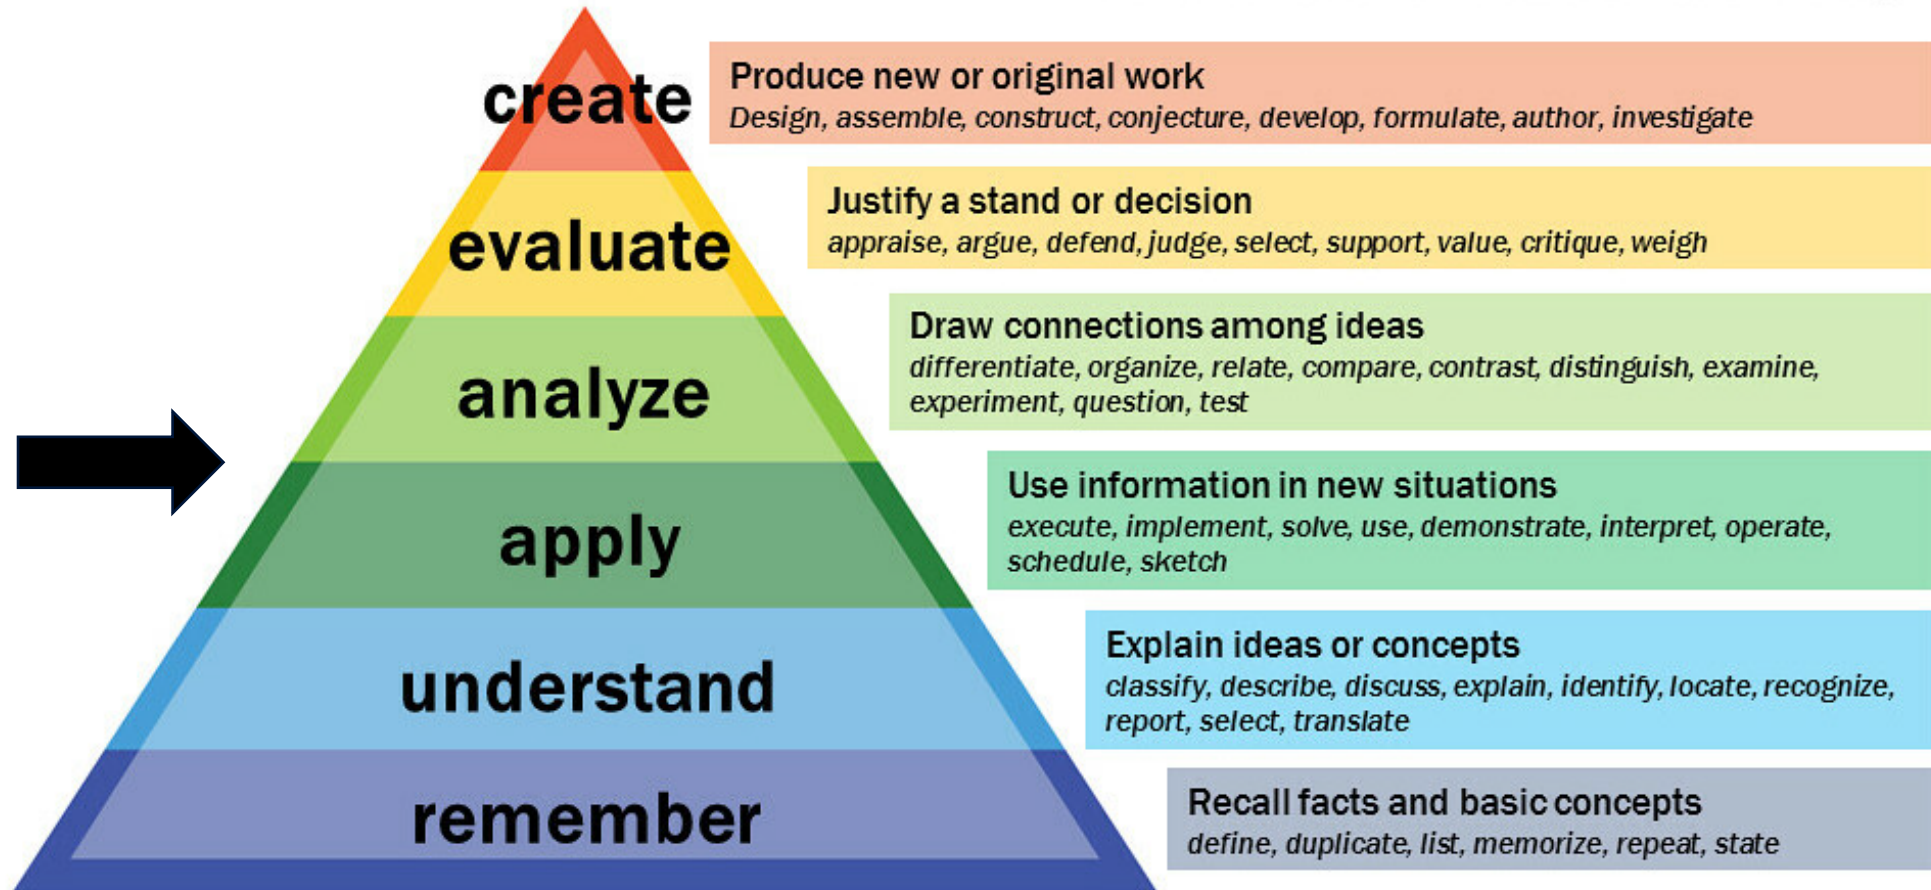 create
Produce new or original work
Design, assemble, construct, conjecture, develop, formulate, author, investigate
evaluate
Justify a stand or decision
appraise, argue, defend, judge, select, support, value, critique, weigh
analyze
Draw connections among ideas
differentiate, organize, relate, compare, contrast, distinguish, examine,
experiment, question, test
apply
Use information in new situations
execute, implement, solve, use, demonstrate, interpret, operate,
schedule, sketch
understand
Explain ideas or concepts
classify, describe, discuss, explain, identify, locate, recognize,
report, select, translate
remember
Recall facts and basic concepts
define, duplicate, list, memorize, repeat, state